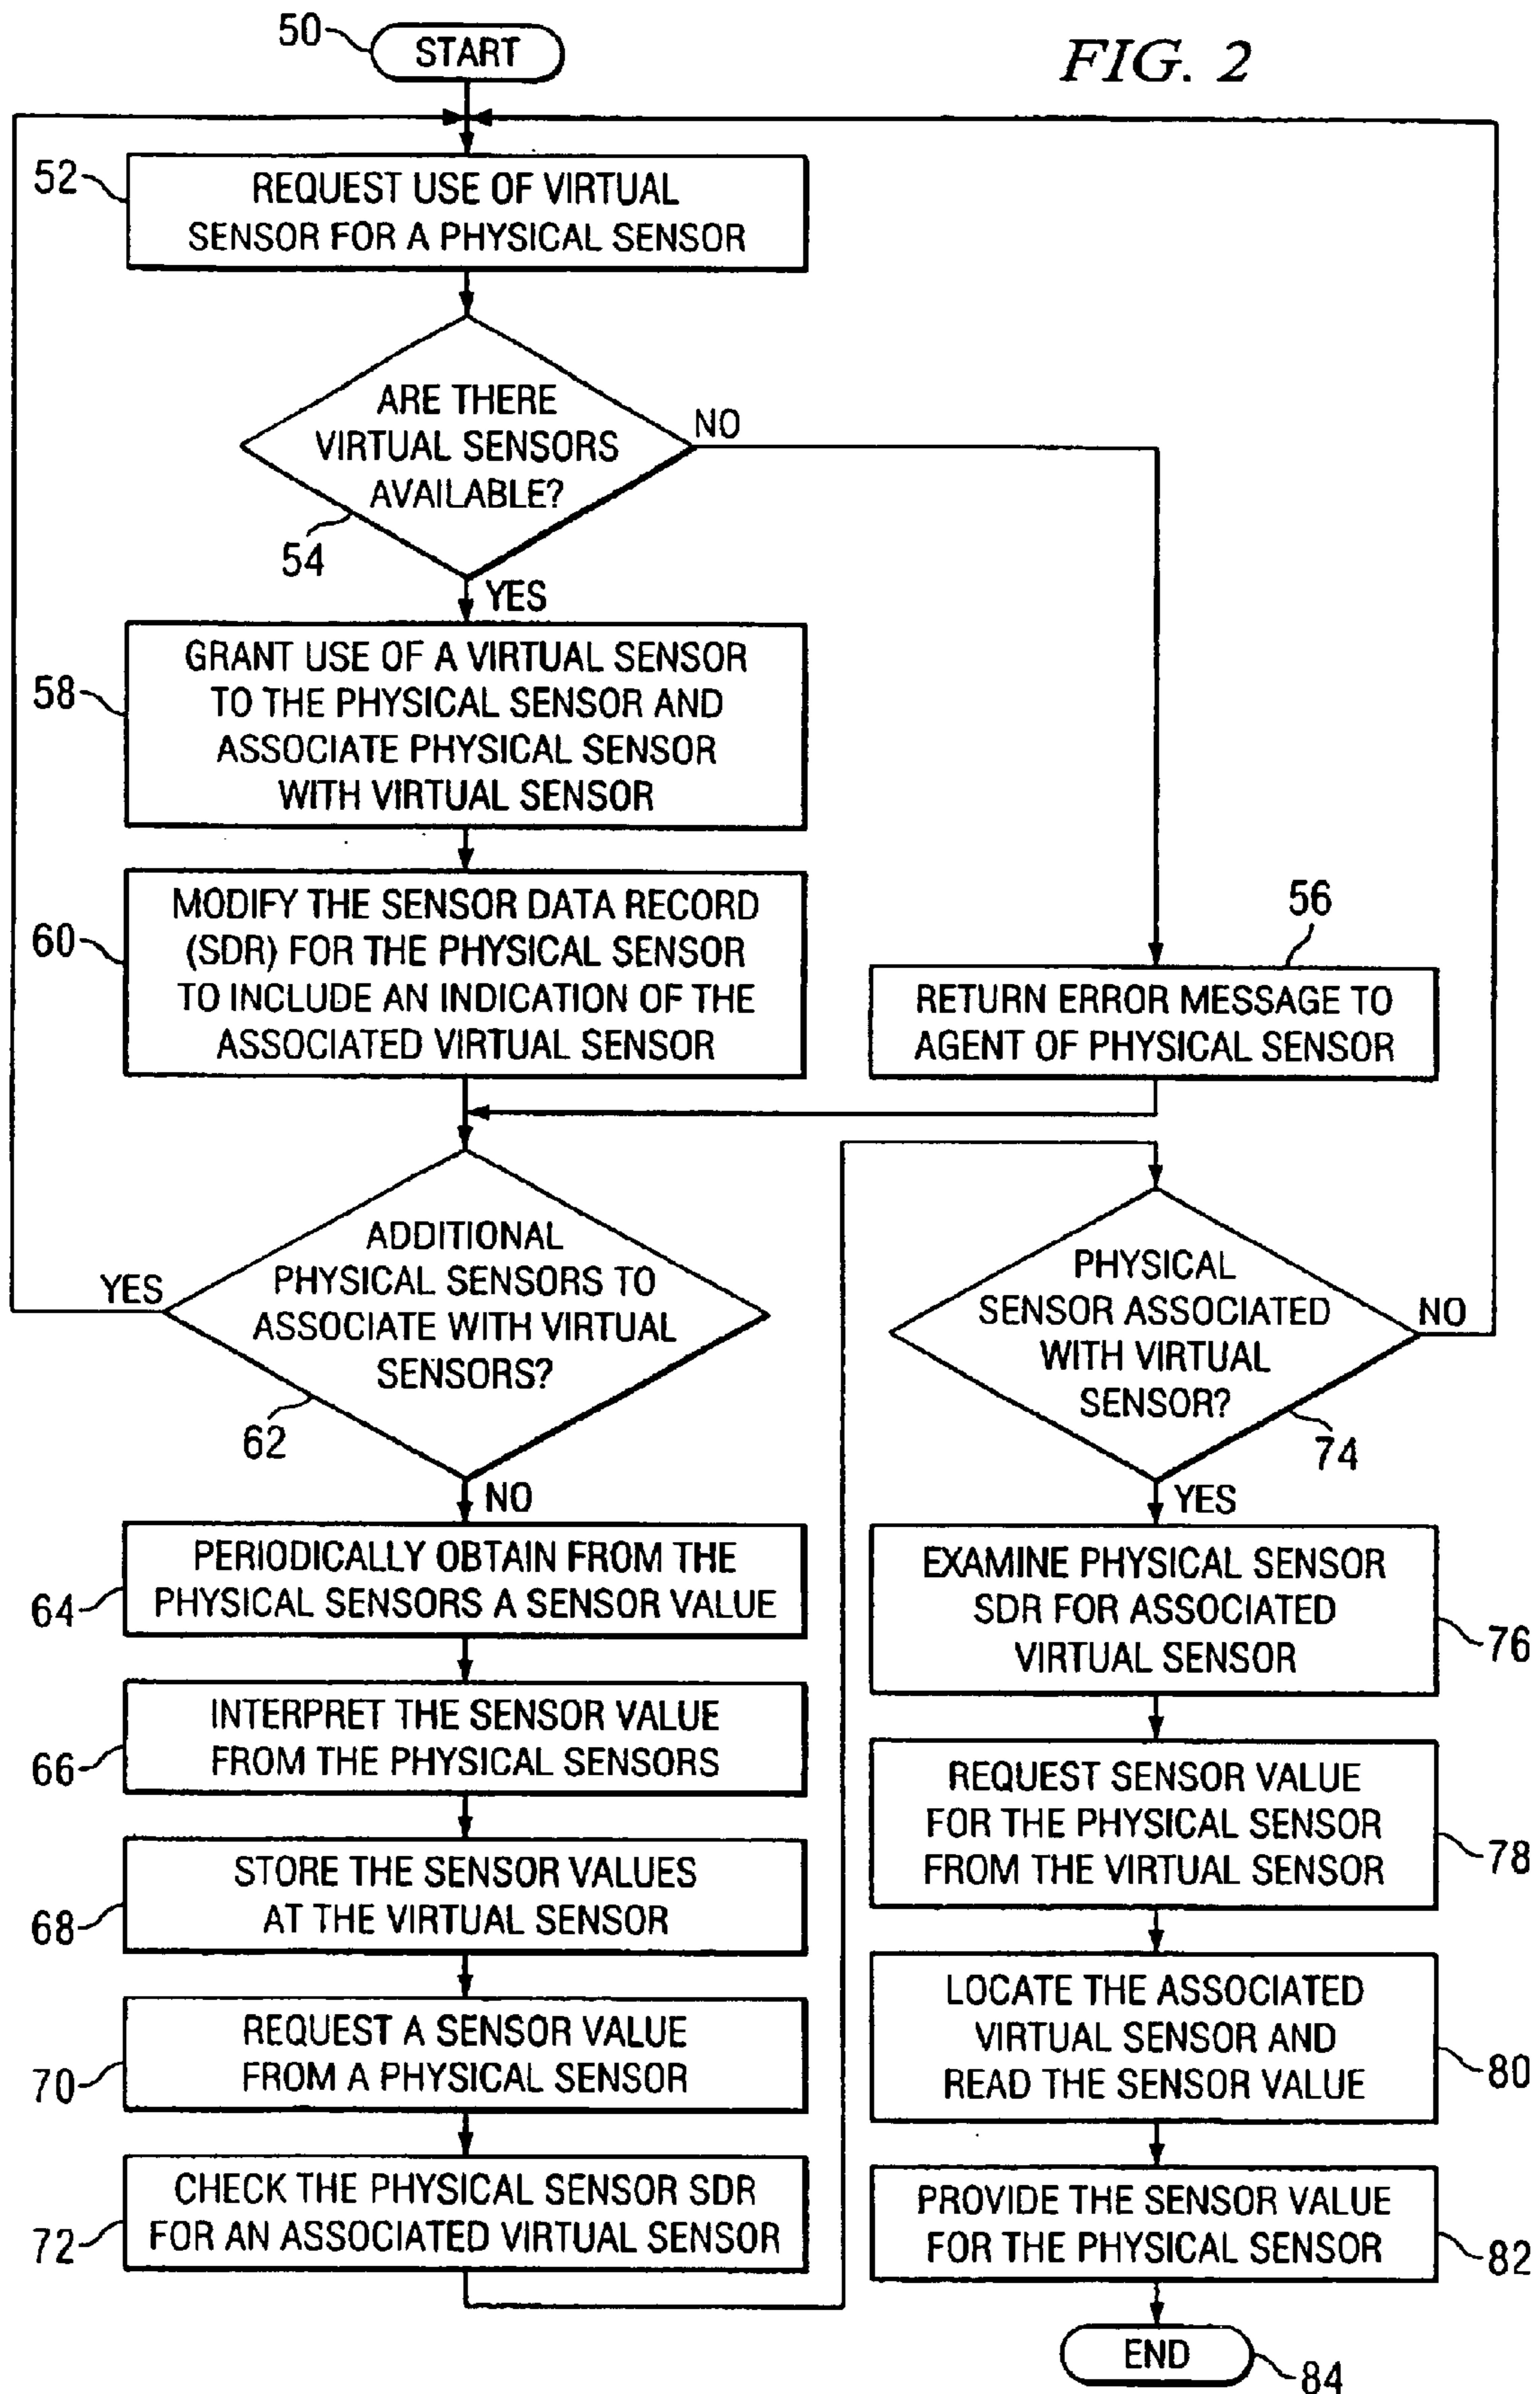 50
START
FIG. 2
52
REQUEST USE OF VIRTUAL
SENSOR FOR A PHYSICAL SENSOR
ARE THERE
VIRTUAL SENSORS
AVAILABLE?
NO
54
YES
58
GRANT USE OF A VIRTUAL SENSOR
TO THE PHYSICAL SENSOR AND
ASSOCIATE PHYSICAL SENSOR
WITH VIRTUAL SENSOR
60
MODIFY THE SENSOR DATA RECORD
(SDR) FOR THE PHYSICAL SENSOR
TO INCLUDE AN INDICATION OF THE
ASSOCIATED VIRTUAL SENSOR
56
RETURN ERROR MESSAGE TO
AGENT OF PHYSICAL SENSOR
YES
ADDITIONAL
PHYSICAL SENSORS TO
ASSOCIATE WITH VIRTUAL
SENSORS?
62
NO
64
PERIODICALLY OBTAIN FROM THE
PHYSICAL SENSORS A SENSOR VALUE
66
INTERPRET THE SENSOR VALUE
FROM THE PHYSICAL SENSORS
68
STORE THE SENSOR VALUES
AT THE VIRTUAL SENSOR
70
REQUEST A SENSOR VALUE
FROM A PHYSICAL SENSOR
72
CHECK THE PHYSICAL SENSOR SDR
FOR AN ASSOCIATED VIRTUAL SENSOR
PHYSICAL
SENSOR ASSOCIATED
WITH VIRTUAL
SENSOR?
NO
74
YES
EXAMINE PHYSICAL SENSOR
SDR FOR ASSOCIATED
VIRTUAL SENSOR
76
REQUEST SENSOR VALUE
FOR THE PHYSICAL SENSOR
FROM THE VIRTUAL SENSOR
78
LOCATE THE ASSOCIATED
VIRTUAL SENSOR AND
READ THE SENSOR VALUE
80
PROVIDE THE SENSOR VALUE
FOR THE PHYSICAL SENSOR
82
END
84